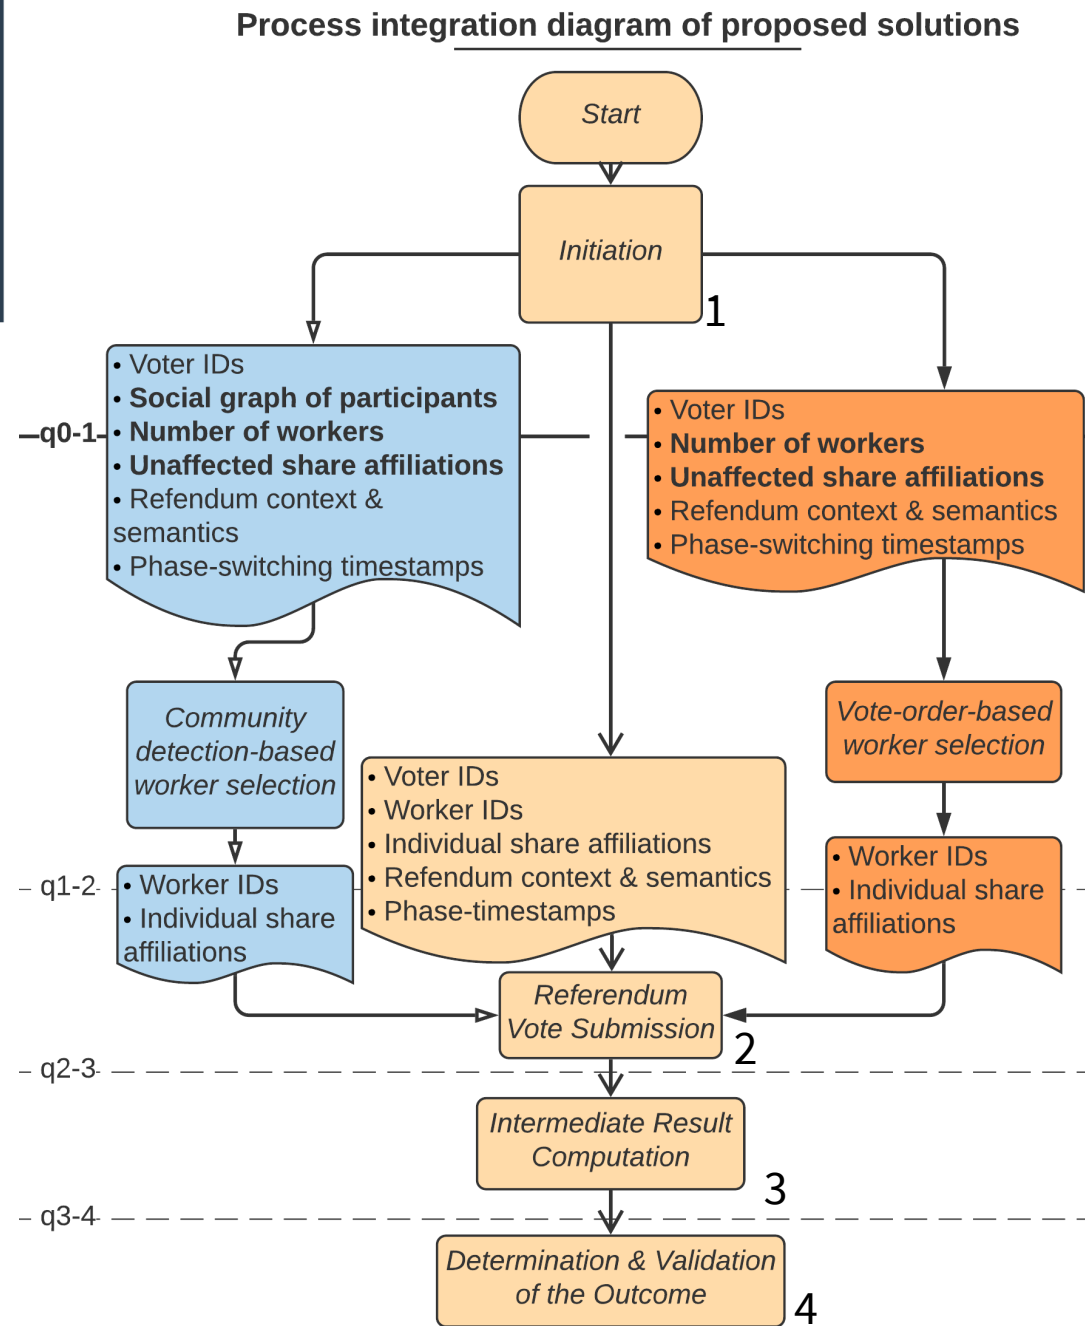 Process integration diagram of proposed solutions
Start
Initiation
1
• Voter IDs
• Social graph of participants
• Number of workers
• Unaffected share affiliations
• Refendum context &
semantics
• Phase-switching timestamps
q0-1
• Voter IDs
• Number of workers
• Unaffected share affiliations
• Refendum context & semantics
• Phase-switching timestamps
Community
detection-based
worker selection
Vote-order-based
worker selection
• Voter IDs
• Worker IDs
• Individual share affiliations
• Refendum context & semantics
• Phase-timestamps
q1-2
• Worker IDs
• Individual share
affiliations
• Worker IDs
• Individual share
affiliations
Referendum
Vote Submission
2
q2-3
Intermediate Result
Computation
3
q3-4
Determination & Validation
of the Outcome
4